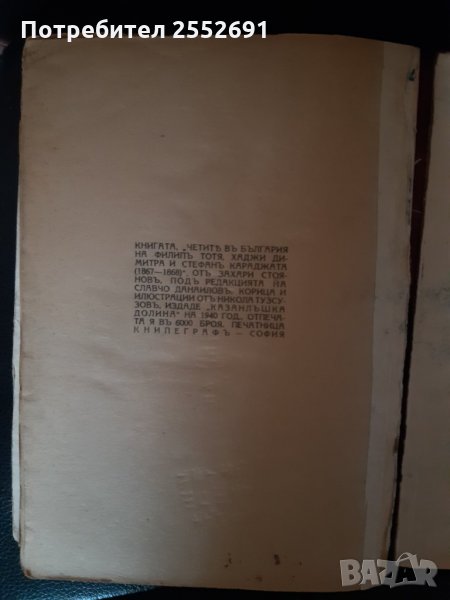 Потребител 2552691
КНИГАТА, „ЧЕТИТѢ ВЪ БЪЛГАРИЯ
НА ФИЛИПЪ ТОТЯ, ХАДЖИ ДИ-
МИТРА И СТЕФАНЪ КАРАДЖАТА
(1867—1868)“, ОТЪ ЗАХАРИ СТОЯ-
НОВЪ, ПОДЪ РЕДАКЦИЯТА НА
СЛАВЧО ДАНАИЛОВЪ, КОРИЦА И
ИЛЮСТРАЦИИ ОТЪ НИКОЛА ТУЗСУ-
ЗОВЪ, ИЗДАДЕ „КАЗАНЛЪШКА
ДОЛИНА“ НА 1940 ГОД. ОТПЕЧА-
ТА Я ВЪ 6000 БРОЯ, ПЕЧАТНИЦА
КНИПЕГРАФЪ — СОФИЯ
BAZAR